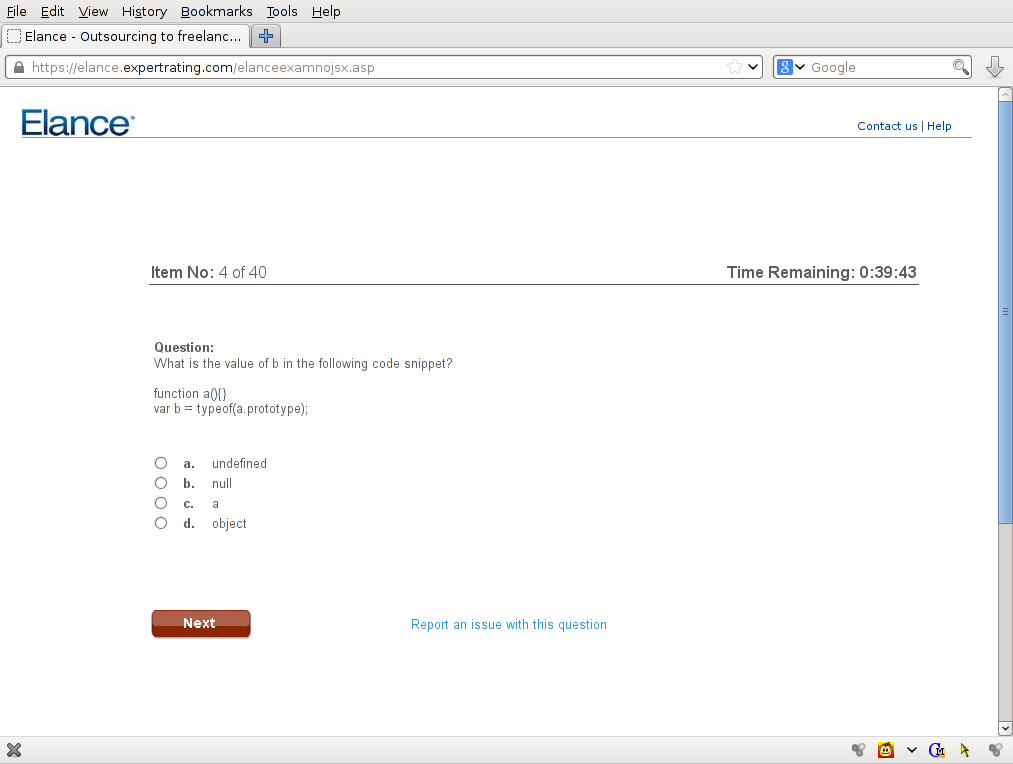 File Edit View History Bookmarks Tools Help
Elance - Outsourcing to freelanc...
https://elance.expertrating.com/elanceexamnojsx.asp
8 Google
Elance
Contact us | Help
Item No: 4 of 40
Time Remaining: 0:39:43
Question:
What is the value of b in the following code snippet?
function a(){}
var b = typeof(a.prototype);
a. undefined
b. null
c. a
d. object
Next
Report an issue with this question